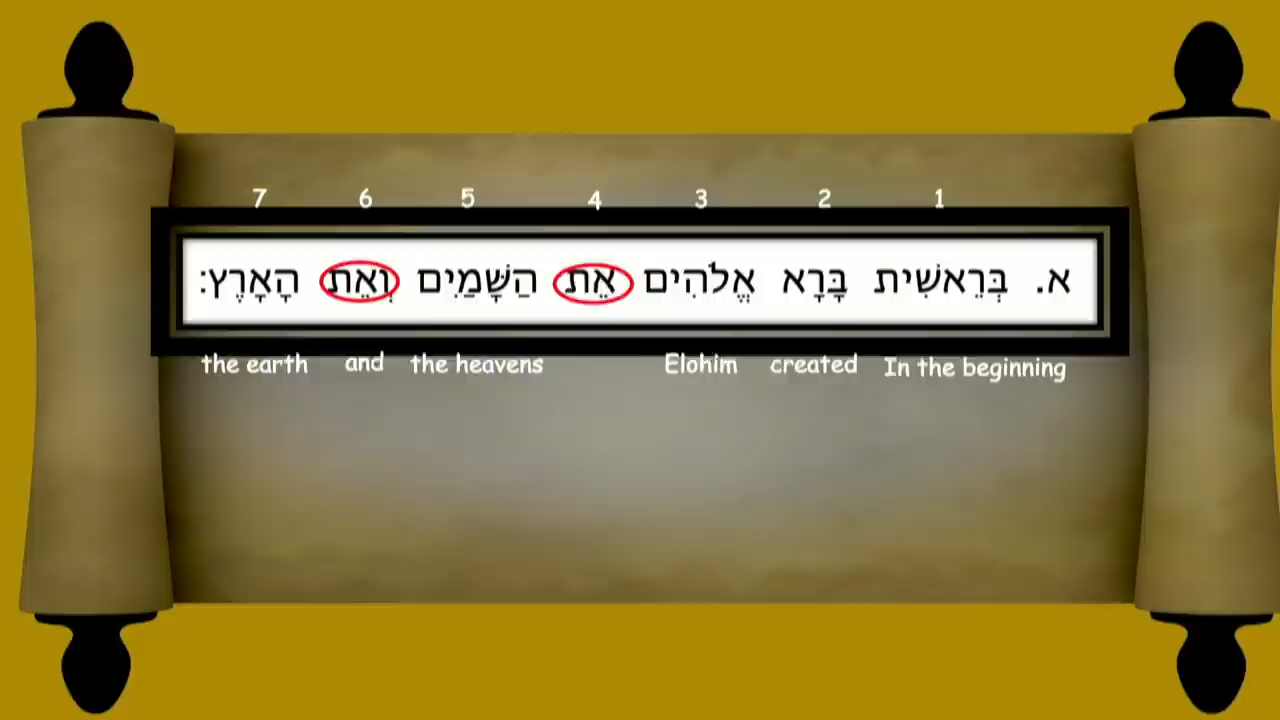 7 6 5 4 3 2 1
א. בְּרֵאשִׁית בָּרָא אֱלֹהִים אֵת הַשָּׁמַיִם וְאֵת הָאָרֶץ:
the earth and the heavens Elohim created In the beginning